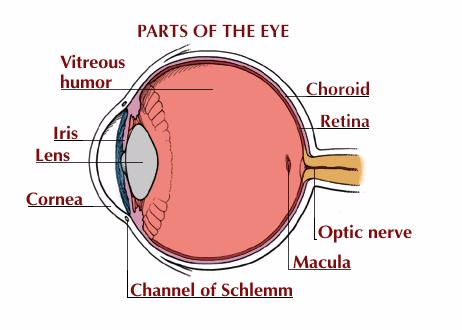 PARTS OF THE EYE
Vitreous
humor
Choroid
Retina
Iris
Lens
Cornea
Optic nerve
Macula
Channel of Schlemm